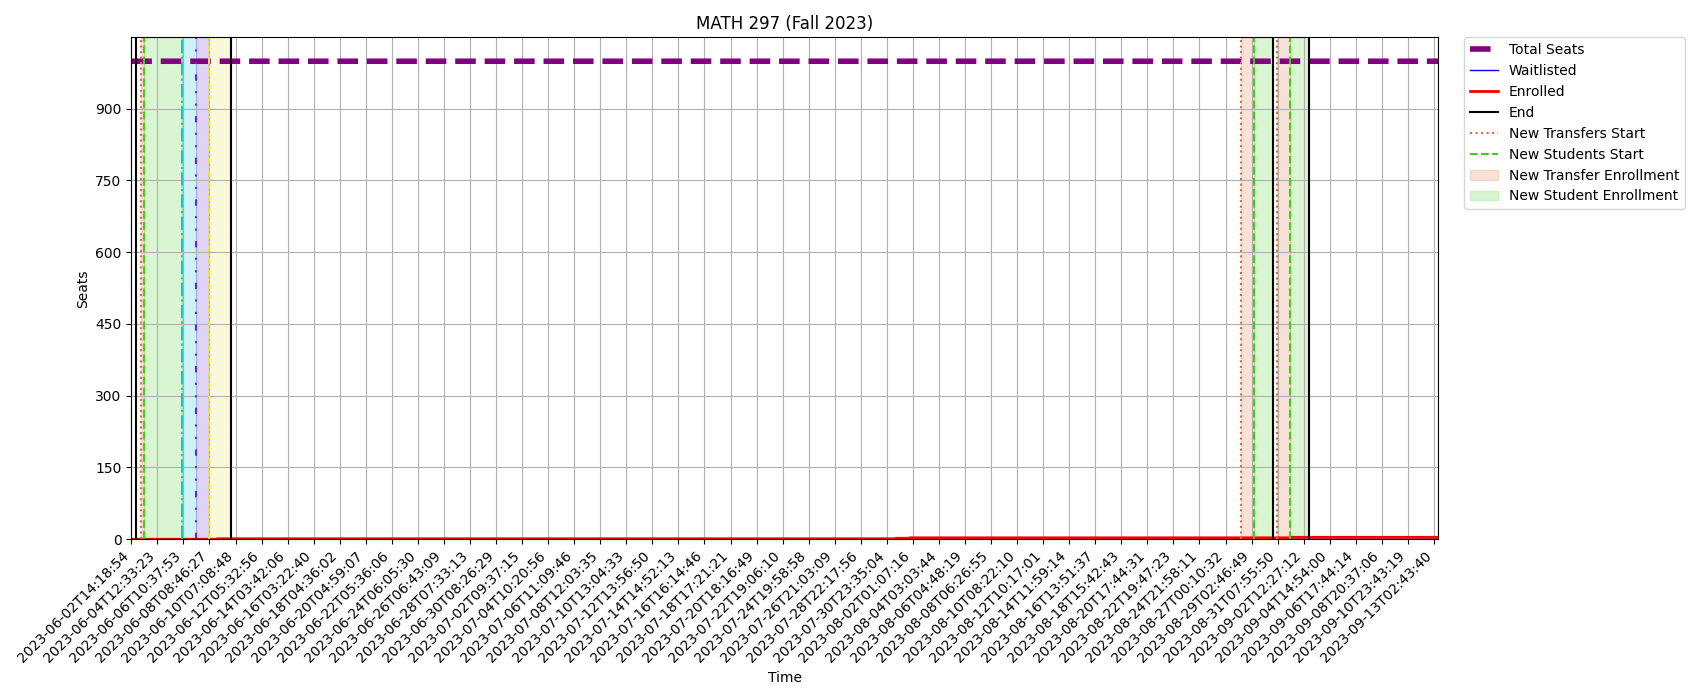 MATH 297 (Fall 2023)
Total Seats
Waitlisted
Enrolled
End
New Transfers Start
New Students Start
New Transfer Enrollment
New Student Enrollment
Seats
900
750
600
450
300
150
0
2023-06-02T14:18:54
2023-06-04T12:33:23
2023-06-06T10:37:53
2023-06-08T08:46:27
2023-06-10T07:08:48
2023-06-12T05:32:56
2023-06-14T03:42:06
2023-06-16T03:22:40
2023-06-18T04:36:02
2023-06-20T04:59:07
2023-06-22T05:36:06
2023-06-24T06:05:30
2023-06-26T06:43:09
2023-06-28T07:33:13
2023-06-30T08:26:29
2023-07-02T09:37:15
2023-07-04T10:20:56
2023-07-06T11:09:46
2023-07-08T12:03:35
2023-07-10T13:04:33
2023-07-12T13:56:50
2023-07-14T14:52:13
2023-07-16T16:14:46
2023-07-18T17:21:21
2023-07-20T18:16:49
2023-07-22T19:06:10
2023-07-24T19:58:58
2023-07-26T21:03:09
2023-07-28T22:17:56
2023-07-30T23:35:04
2023-08-02T01:07:16
2023-08-04T03:03:44
2023-08-06T04:48:19
2023-08-08T06:26:55
2023-08-10T08:22:10
2023-08-12T10:17:01
2023-08-14T11:59:14
2023-08-16T13:51:37
2023-08-18T15:42:43
2023-08-20T17:44:31
2023-08-22T19:47:23
2023-08-24T21:58:11
2023-08-27T00:10:32
2023-08-29T02:46:49
2023-08-31T07:55:50
2023-09-02T12:27:12
2023-09-04T14:54:00
2023-09-06T17:44:14
2023-09-08T20:37:06
2023-09-10T23:43:19
2023-09-13T02:43:40
Time